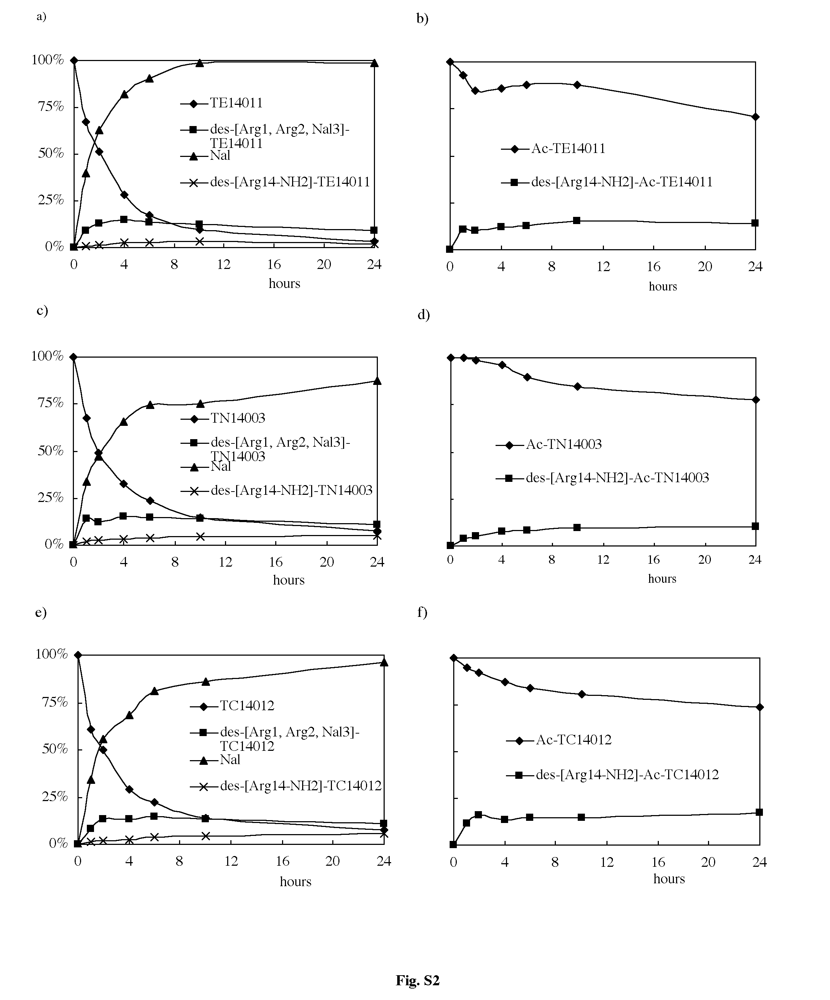 a)
100%
75%
50%
25%
0%
TE14011
des-[Arg1, Arg2, Nal3]-
TE14011
Nal
des-[Arg14-NH2]-TE14011
0 4 8 12 16 20 24
hours
b)
Ac-TE14011
des-[Arg14-NH2]-Ac-TE14011
0 4 8 12 16 20 24
hours
c)
100%
75%
50%
25%
0%
TN14003
des-[Arg1, Arg2, Nal3]-
TN14003
Nal
des-[Arg14-NH2]-TN14003
0 4 8 12 16 20 24
hours
d)
Ac-TN14003
des-[Arg14-NH2]-Ac-TN14003
0 4 8 12 16 20 24
hours
e)
100%
75%
50%
25%
0%
TC14012
des-[Arg1, Arg2, Nal3]-
TC14012
Nal
des-[Arg14-NH2]-TC14012
0 4 8 12 16 20 24
hours
f)
Ac-TC14012
des-[Arg14-NH2]-Ac-TC14012
0 4 8 12 16 20 24
hours
Fig. S2